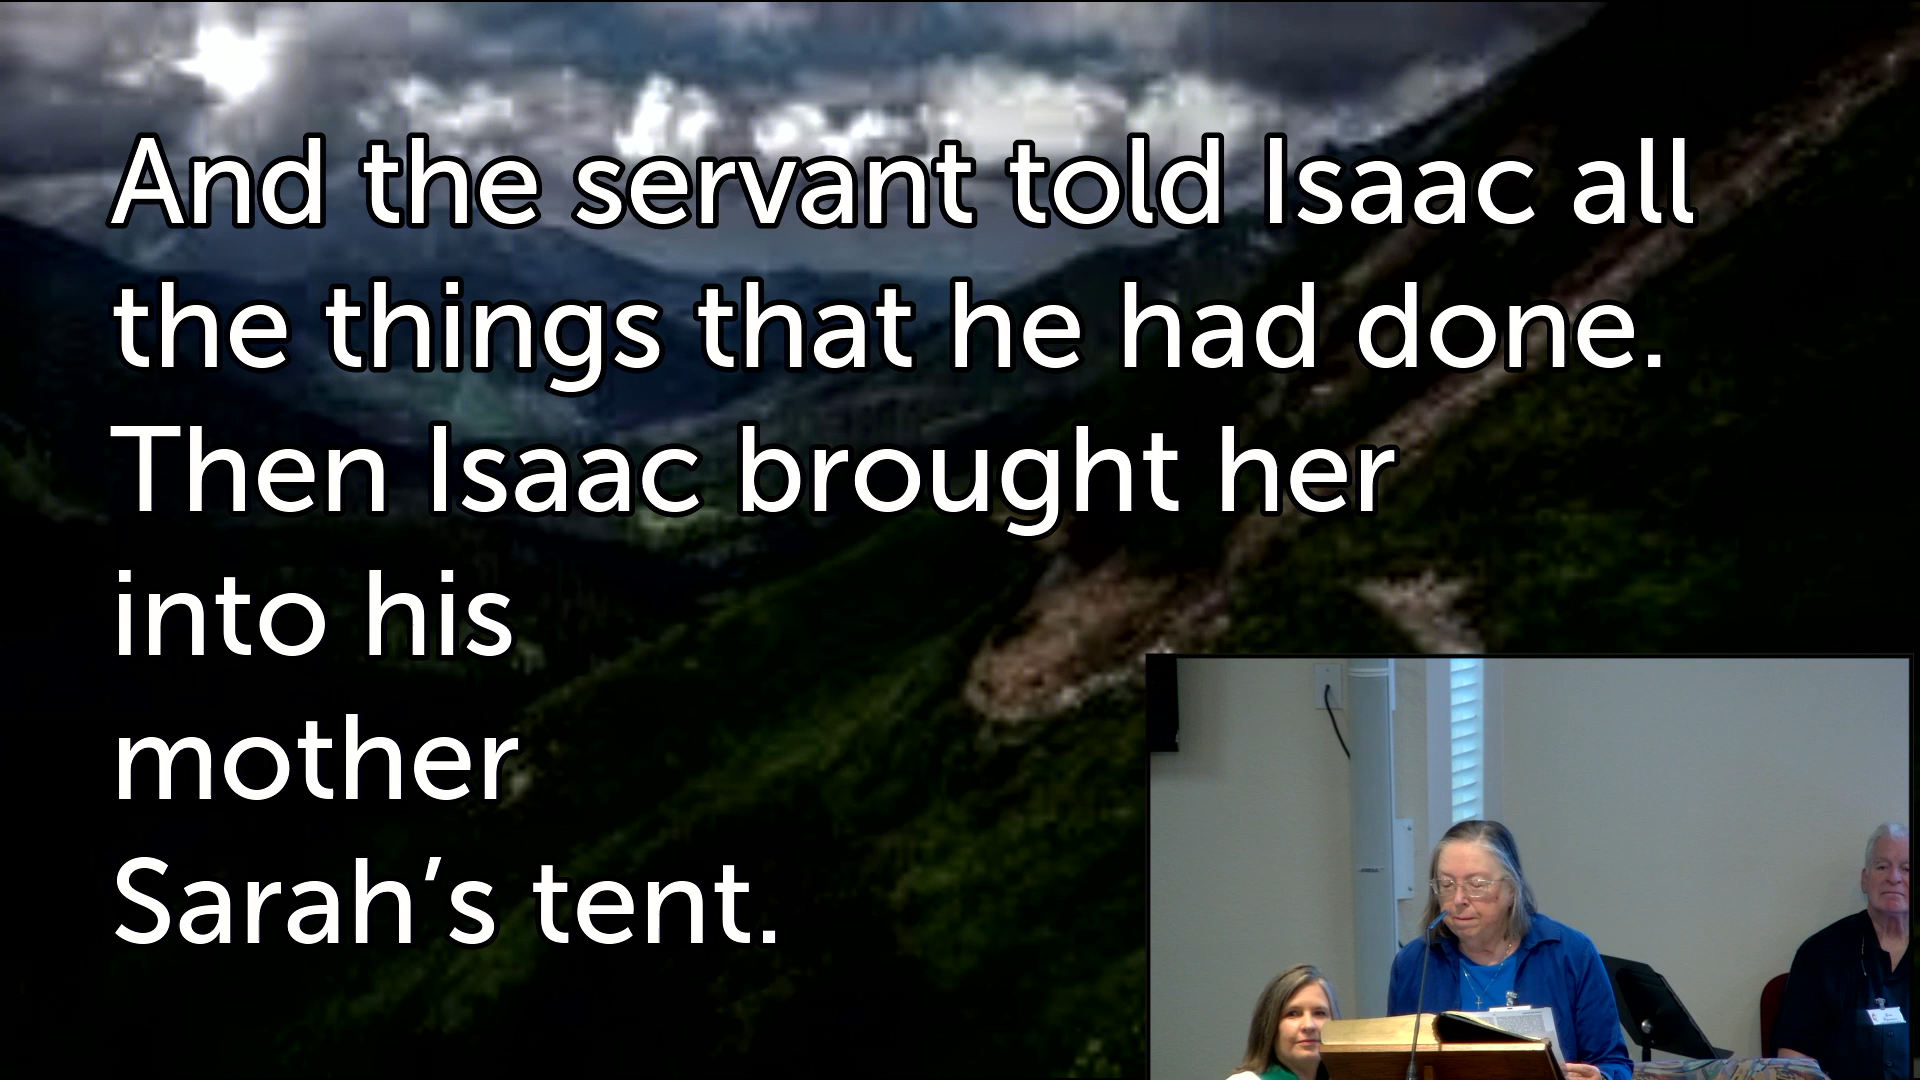 And the servant told Isaac all
the things that he had done.
Then Isaac brought her
into his
mother
Sarah’s tent.